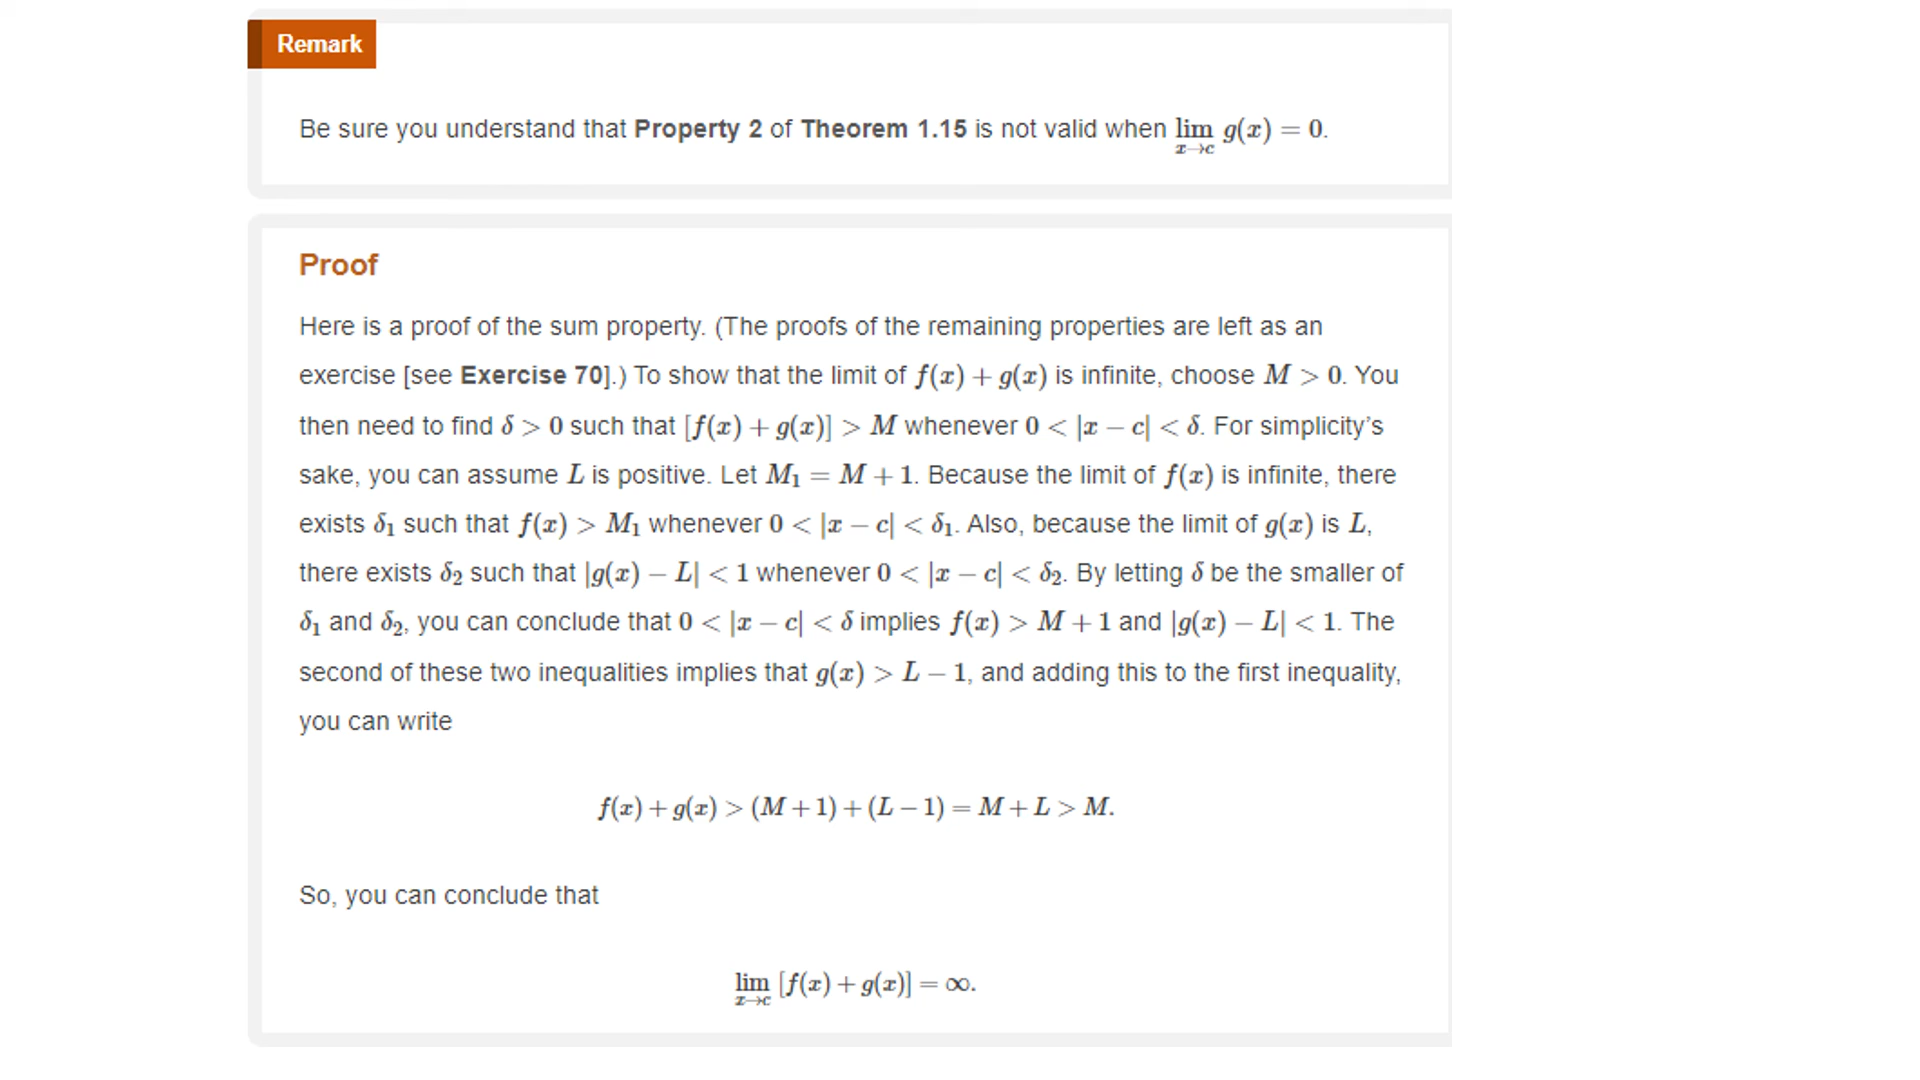 Remark
Be sure you understand that Property 2 of Theorem 1.15 is not valid when lim x→c g(x) = 0.
Proof
Here is a proof of the sum property. (The proofs of the remaining properties are left as an
exercise [see Exercise 70].) To show that the limit of f(x) + g(x) is infinite, choose M > 0. You
then need to find δ > 0 such that [f(x) + g(x)] > M whenever 0 < |x − c| < δ. For simplicity’s
sake, you can assume L is positive. Let M₁ = M + 1. Because the limit of f(x) is infinite, there
exists δ₁ such that f(x) > M₁ whenever 0 < |x − c| < δ₁. Also, because the limit of g(x) is L,
there exists δ₂ such that |g(x) − L| < 1 whenever 0 < |x − c| < δ₂. By letting δ be the smaller of
δ₁ and δ₂, you can conclude that 0 < |x − c| < δ implies f(x) > M + 1 and |g(x) − L| < 1. The
second of these two inequalities implies that g(x) > L − 1, and adding this to the first inequality,
you can write
f(x) + g(x) > (M + 1) + (L − 1) = M + L > M.
So, you can conclude that
lim x→c [f(x) + g(x)] = ∞.